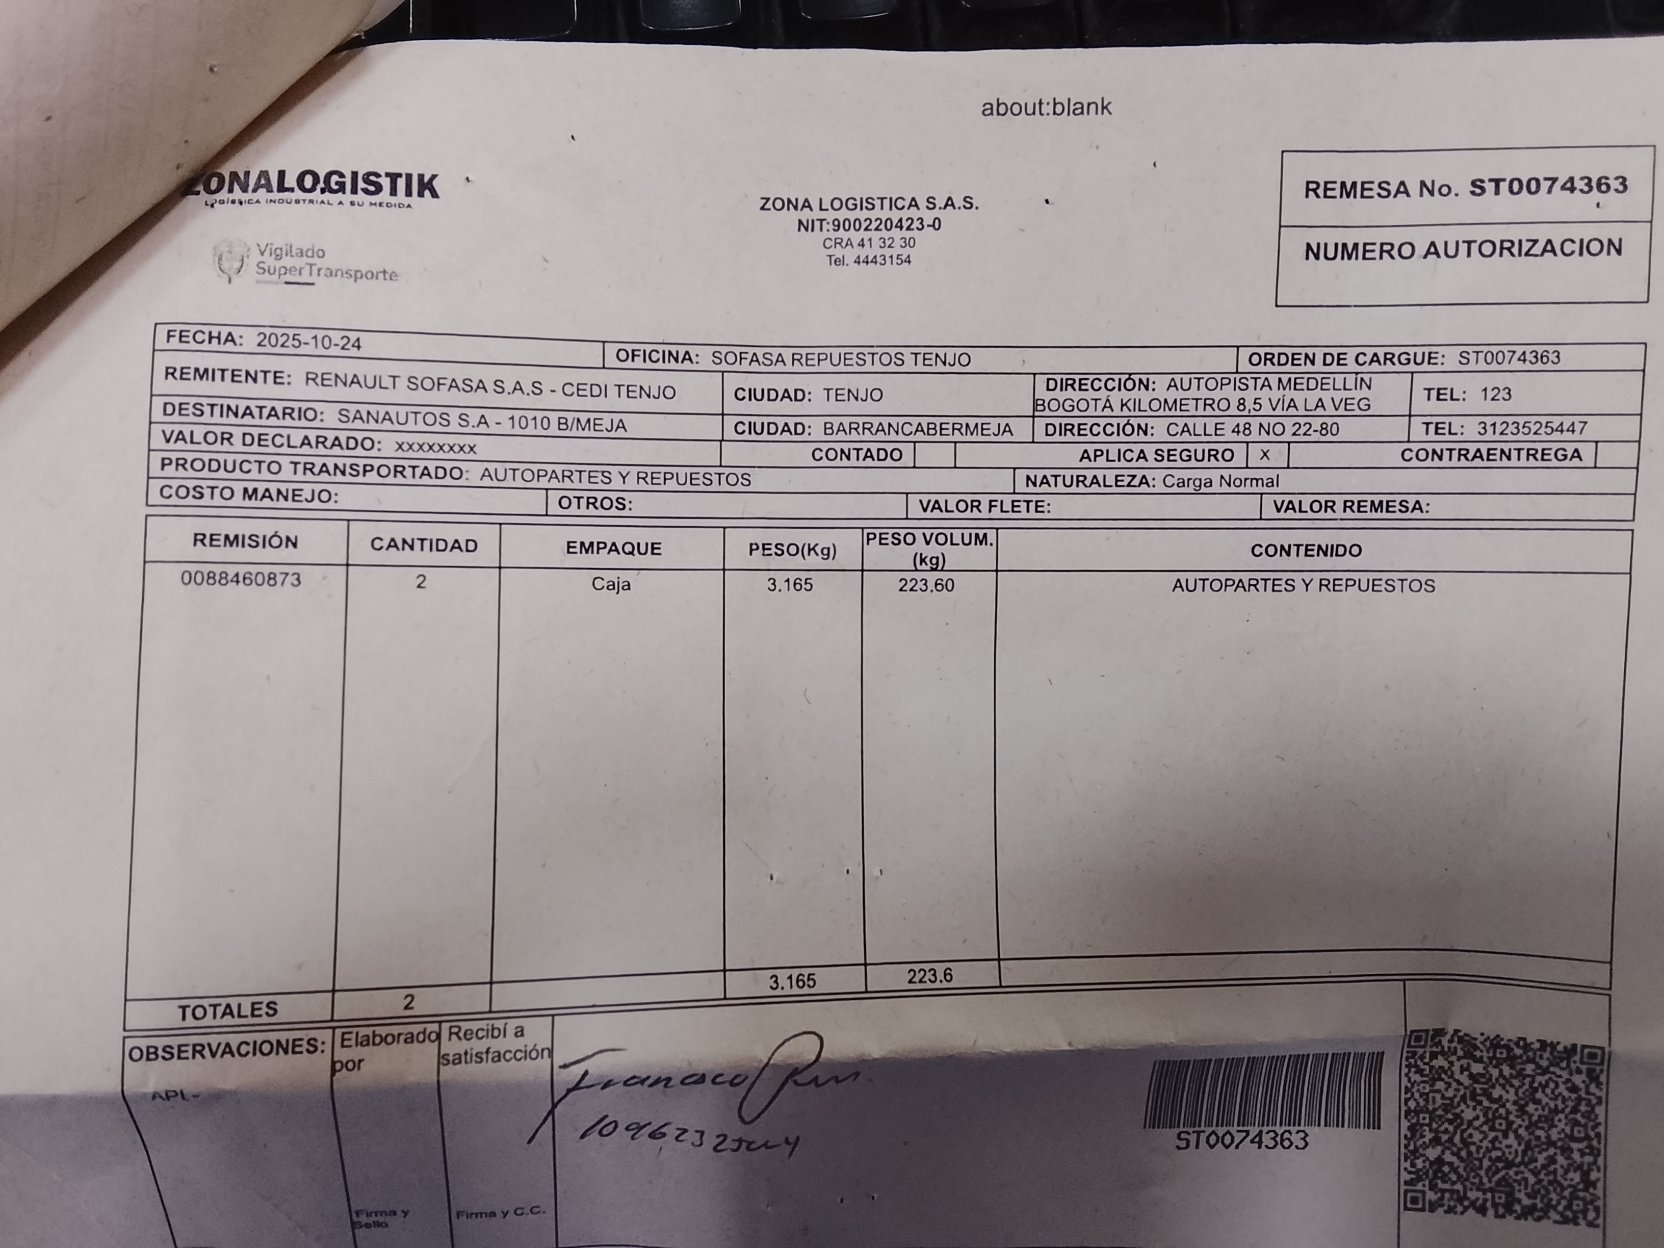 about:blank
ZONALOGISTIK
LOGÍSTICA INDUSTRIAL A SU MEDIDA
Vigilado
SuperTransporte
ZONA LOGISTICA S.A.S.
NIT:900220423-0
CRA 41 32 30
Tel. 4443154
REMESA No. ST0074363
NUMERO AUTORIZACION
FECHA: 2025-10-24 OFICINA: SOFASA REPUESTOS TENJO ORDEN DE CARGUE: ST0074363
REMITENTE: RENAULT SOFASA S.A.S - CEDI TENJO CIUDAD: TENJO DIRECCIÓN: AUTOPISTA MEDELLÍN
BOGOTÁ KILOMETRO 8,5 VÍA LA VEG TEL: 123
DESTINATARIO: SANAUTOS S.A - 1010 B/MEJA CIUDAD: BARRANCABERMEJA DIRECCIÓN: CALLE 48 NO 22-80 TEL: 3123525447
VALOR DECLARADO: xxxxxxxx CONTADO APLICA SEGURO X CONTRAENTREGA
PRODUCTO TRANSPORTADO: AUTOPARTES Y REPUESTOS NATURALEZA: Carga Normal
COSTO MANEJO: OTROS: VALOR FLETE: VALOR REMESA:
REMISIÓN CANTIDAD EMPAQUE PESO(Kg) PESO VOLUM.
(kg) CONTENIDO
0088460873 2 Caja 3.165 223.60 AUTOPARTES Y REPUESTOS
TOTALES 2 3.165 223.6
OBSERVACIONES: Elaborado
por
Recibí a
satisfacción
API-
Francisco
ST0074363
Firma y
Sello
Firma y C.C.